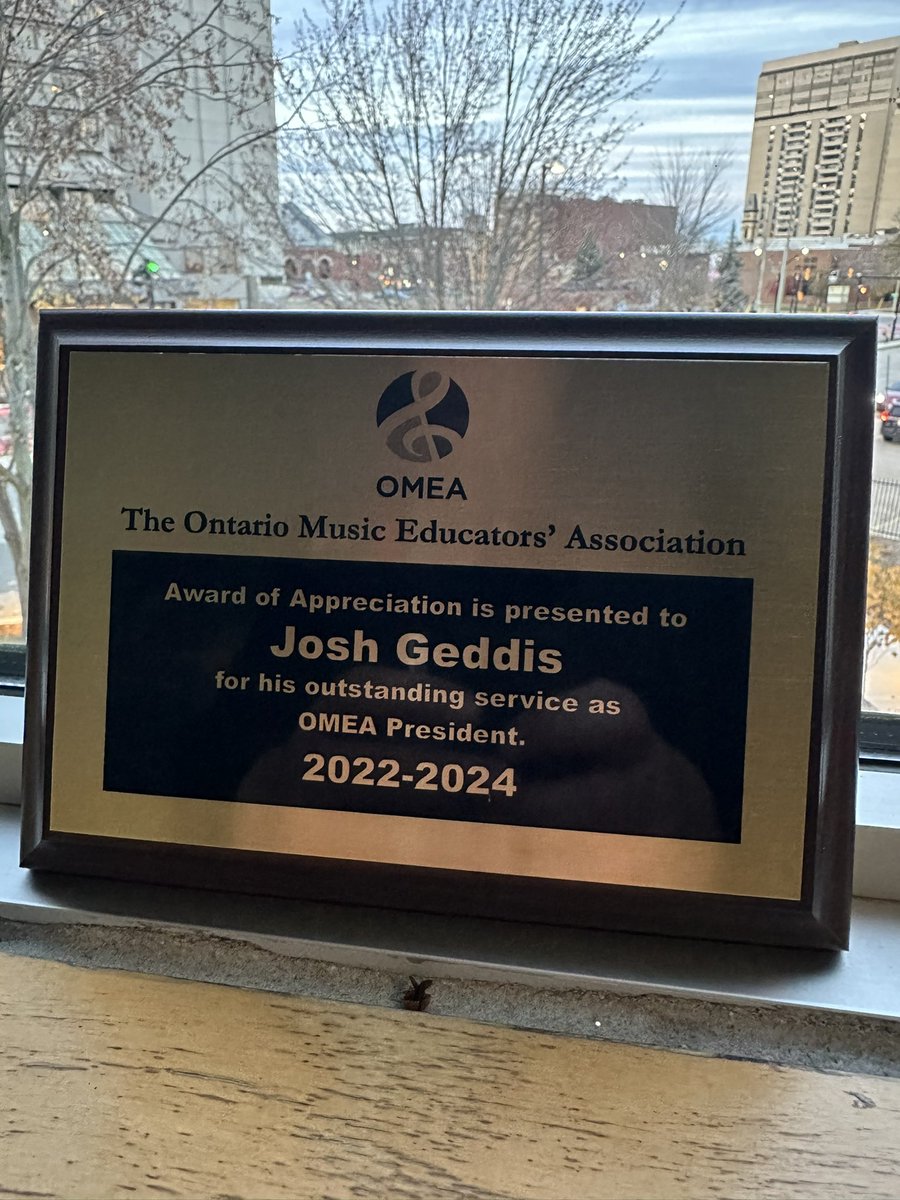 OMEA
The Ontario Music Educators' Association
Award of Appreciation is presented to
Josh Geddis
for his outstanding service as
OMEA President.
2022-2024